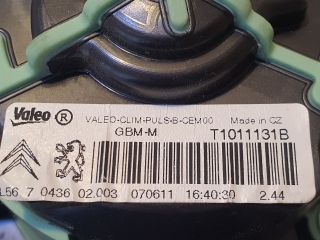 Valeo ® VALEO-CLIM-PULS-B-CEM00 Made in CZ
GBM-M T1011131B
L56 7 0436 02.003 070611 16:40:30 2.44